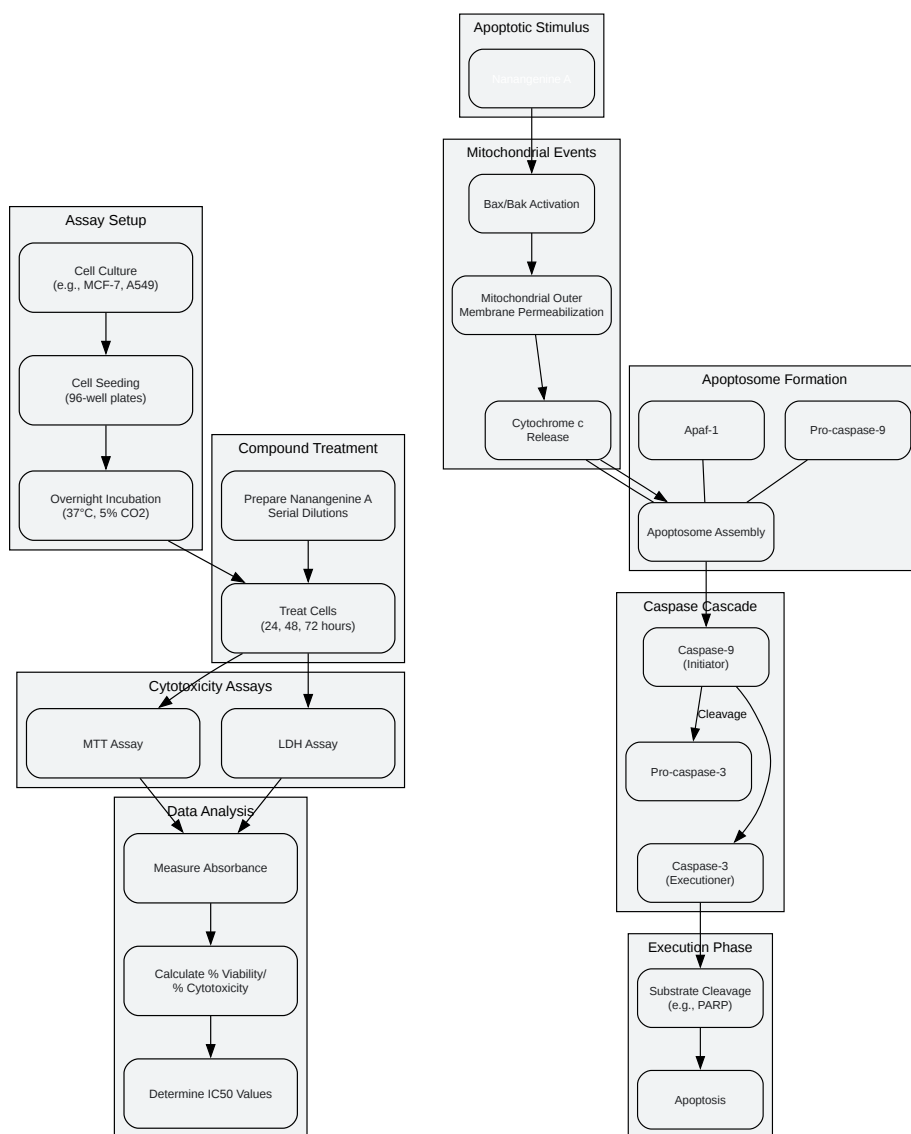 Assay Setup
Cell Culture
(e.g., MCF-7, A549)
Cell Seeding
(96-well plates)
Overnight Incubation
(37°C, 5% CO2)
Compound Treatment
Prepare Nanangenine A
Serial Dilutions
Treat Cells
(24, 48, 72 hours)
Cytotoxicity Assays
MTT Assay
LDH Assay
Data Analysis
Measure Absorbance
Calculate % Viability/
% Cytotoxicity
Determine IC50 Values
Apoptotic Stimulus
Nanangenine A
Mitochondrial Events
Bax/Bak Activation
Mitochondrial Outer
Membrane Permeabilization
Cytochrome c
Release
Apoptosome Formation
Apaf-1
Pro-caspase-9
Apoptosome Assembly
Caspase Cascade
Caspase-9
(Initiator)
Cleavage
Pro-caspase-3
Caspase-3
(Executioner)
Execution Phase
Substrate Cleavage
(e.g., PARP)
Apoptosis